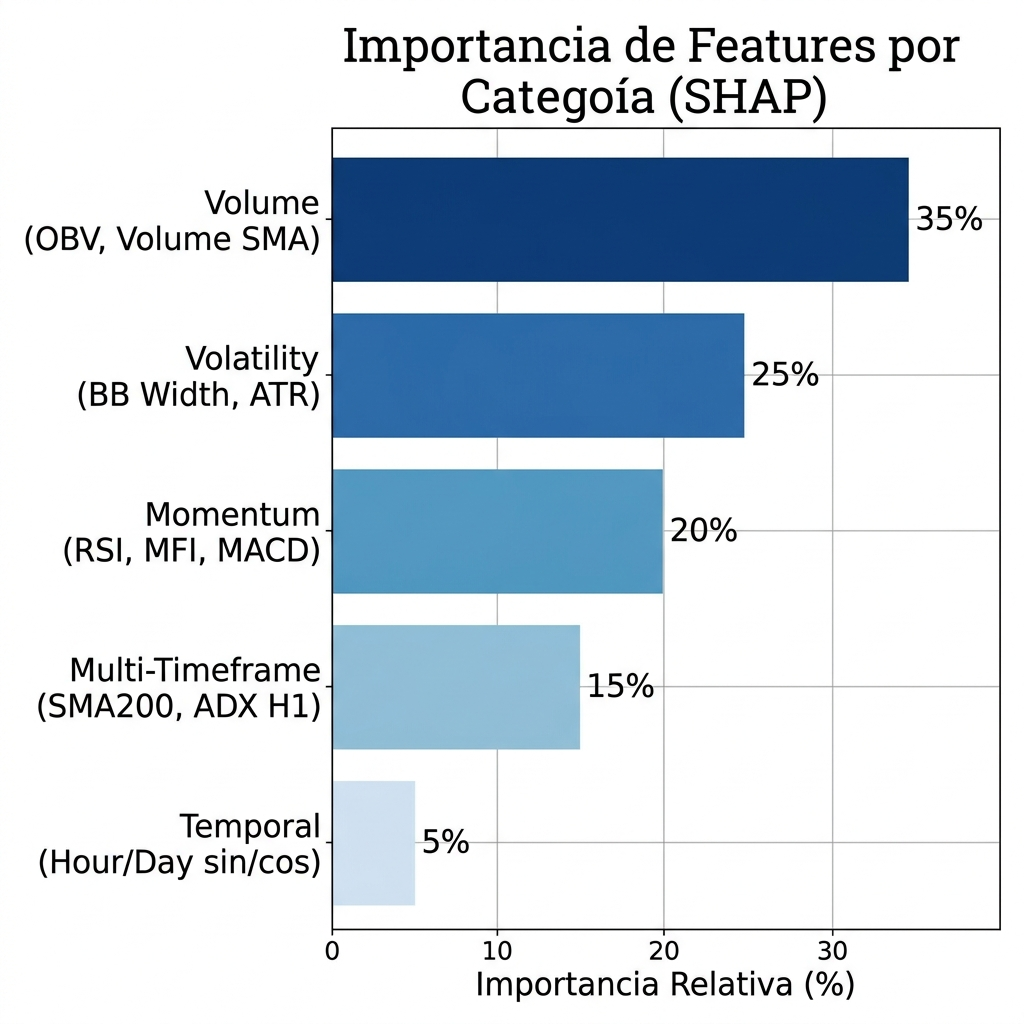 Importancia de Features por
Categoía (SHAP)
Volume
(OBV, Volume SMA)
35%
Volatility
(BB Width, ATR)
25%
Momentum
(RSI, MFI, MACD)
20%
Multi-Timeframe
(SMA200, ADX H1)
15%
Temporal
(Hour/Day sin/cos)
5%
0 10 20 30
Importancia Relativa (%)